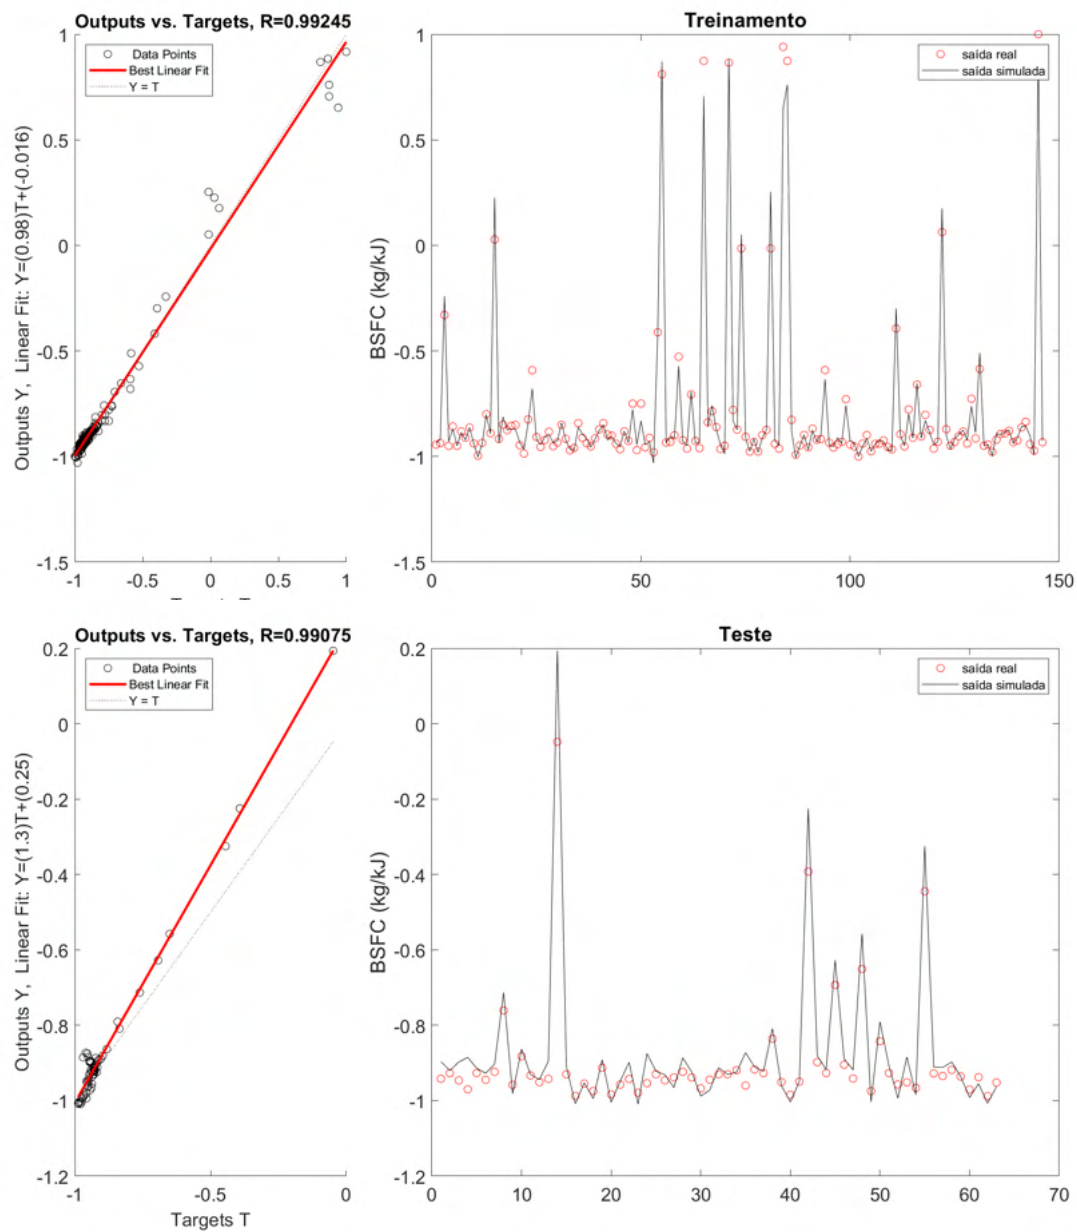 Outputs vs. Targets, R=0.99245
Data Points
Best Linear Fit
Y = T
Outputs Y, Linear Fit: Y=(0.98)T+(-0.016)
1
0.5
0
-0.5
-1
-1.5
-1
-0.5
0
0.5
1
Targets T
Treinamento
saída real
saída simulada
BSFC (kg/kJ)
1
0.5
0
-0.5
-1
-1.5
0
50
100
150
Outputs vs. Targets, R=0.99075
Data Points
Best Linear Fit
Y = T
Outputs Y, Linear Fit: Y=(1.3)T+(0.25)
0.2
0
-0.2
-0.4
-0.6
-0.8
-1
-1.2
-1
-0.5
0
Targets T
Teste
saída real
saída simulada
BSFC (kg/kJ)
0.2
0
-0.2
-0.4
-0.6
-0.8
-1
-1.2
0
10
20
30
40
50
60
70